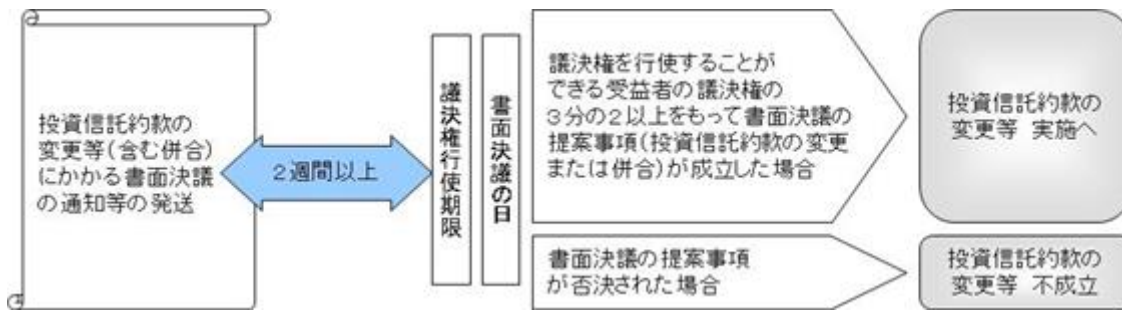 投資信託約款の
変更等(含む併合)
にかかる書面決議
の通知等の発送
2週間以上
議決権行使期限
書面決議の日
議決権を行使することが
できる受益者の議決権の
3分の2以上をもって書面決議の
提案事項(投資信託約款の変更
または併合)が成立した場合
投資信託約款の
変更等 実施へ
書面決議の提案事項
が否決された場合
投資信託約款の
変更等 不成立